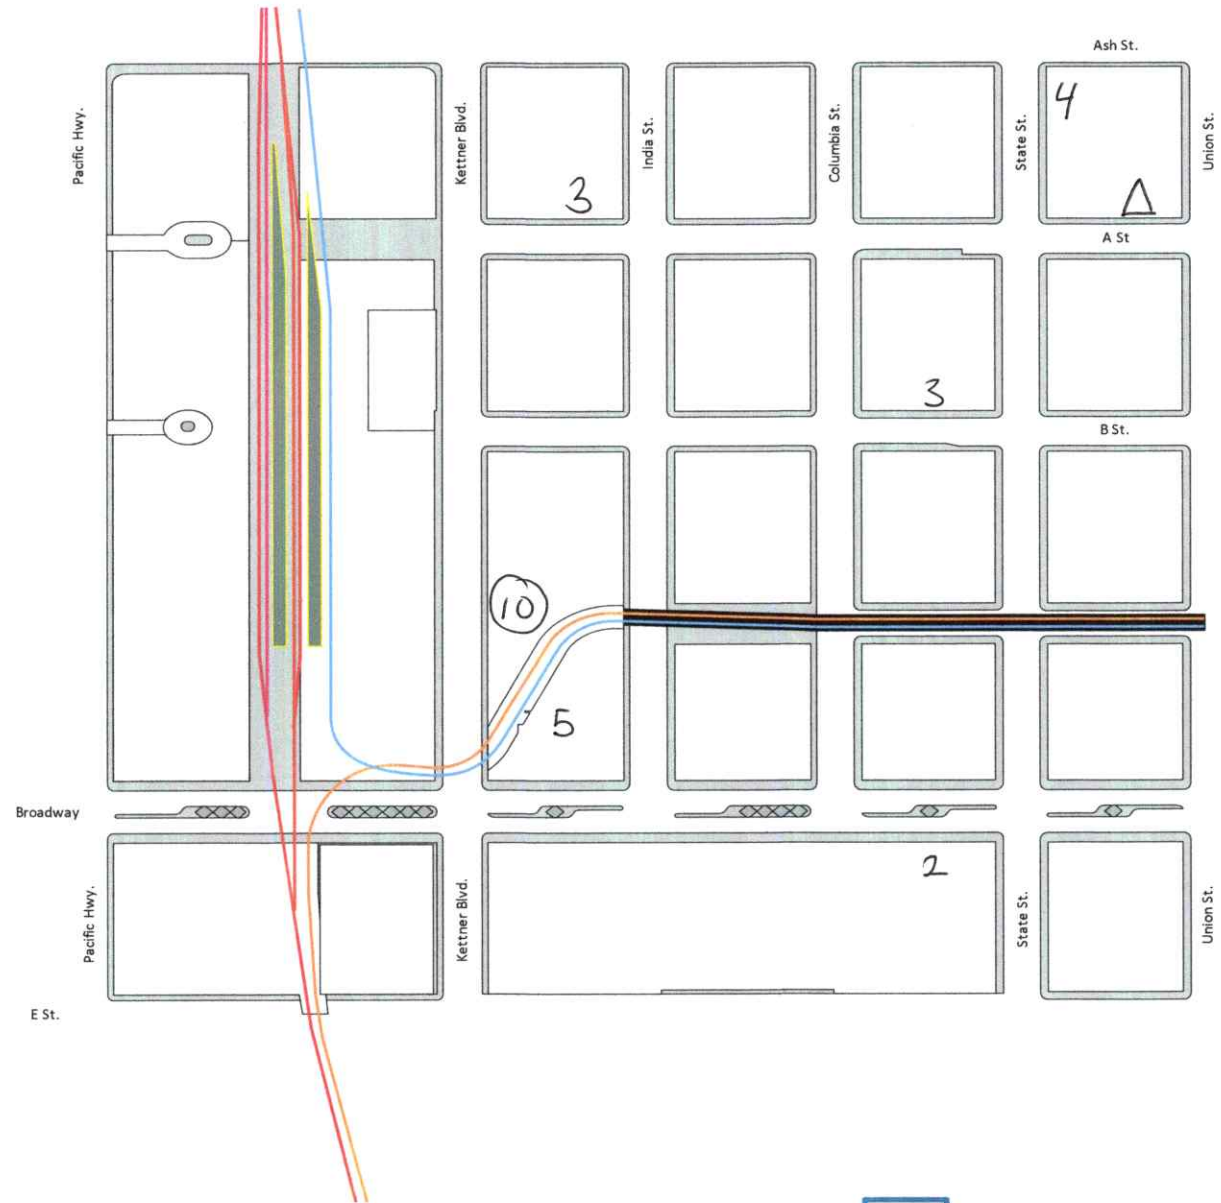 Ash St.
Pacific Hwy.
Kettner Blvd.
India St.
Columbia St.
State St.
Union St.
4
3
Δ
A St
3
B St.
10
5
Broadway
Pacific Hwy.
Kettner Blvd.
2
State St.
Union St.
E St.